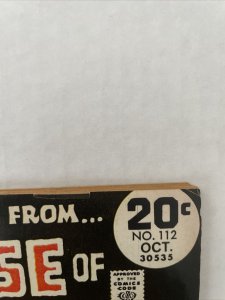 FROM...
20¢
NO. 112
OCT.
30535
SE OF
APPROVED
BY THE
COMICS
CODE